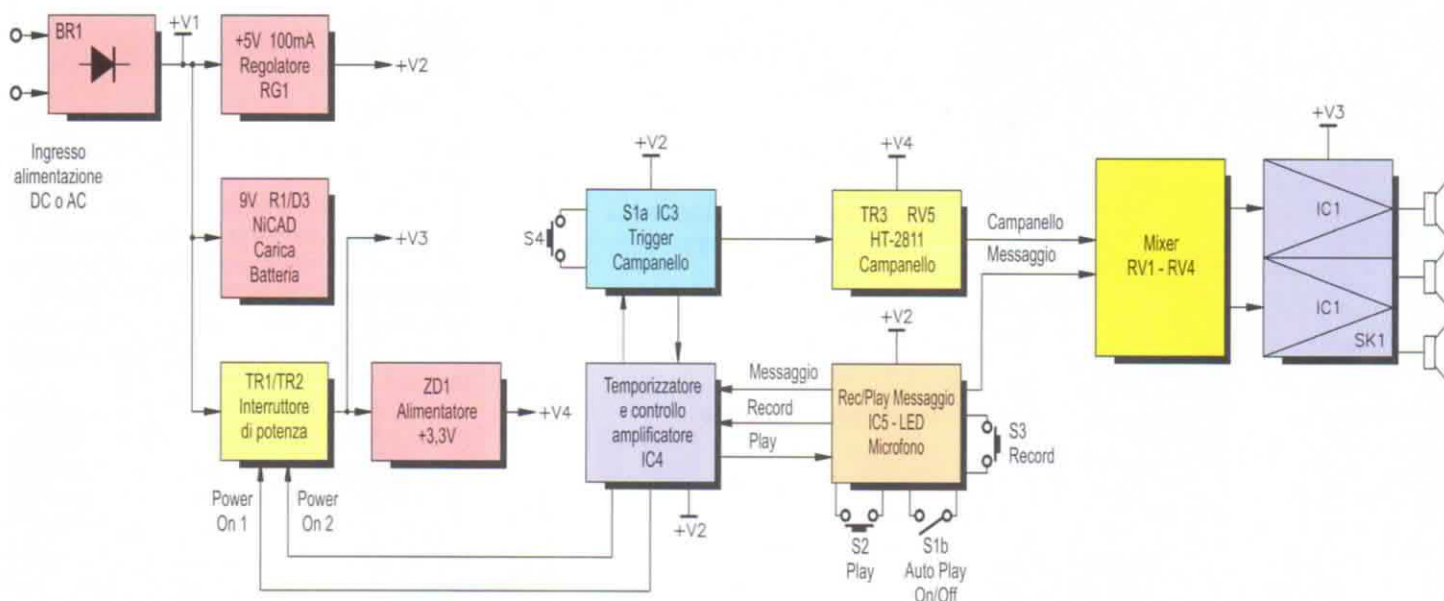 BR1
+V1
+5V 100mA
Regolatore
RG1
+V2
Ingresso
alimentazione
DC o AC
9V R1/D3
NiCAD
Carica
Batteria
+V3
TR1/TR2
Interruttore
di potenza
ZD1
Alimentatore
+3,3V
+V4
Power
On 1
Power
On 2
+V2
S4
S1a IC3
Trigger
Campanello
+V4
TR3 RV5
HT-2811
Campanello
Campanello
Messaggio
Mixer
RV1 - RV4
+V3
IC1
IC1
SK1
Temporizzatore
e controllo
amplificatore
IC4
+V2
Messaggio
Record
Play
+V2
Rec/Play Messaggio
IC5 - LED
Microfono
S3
Record
S2
Play
S1b
Auto Play
On/Off